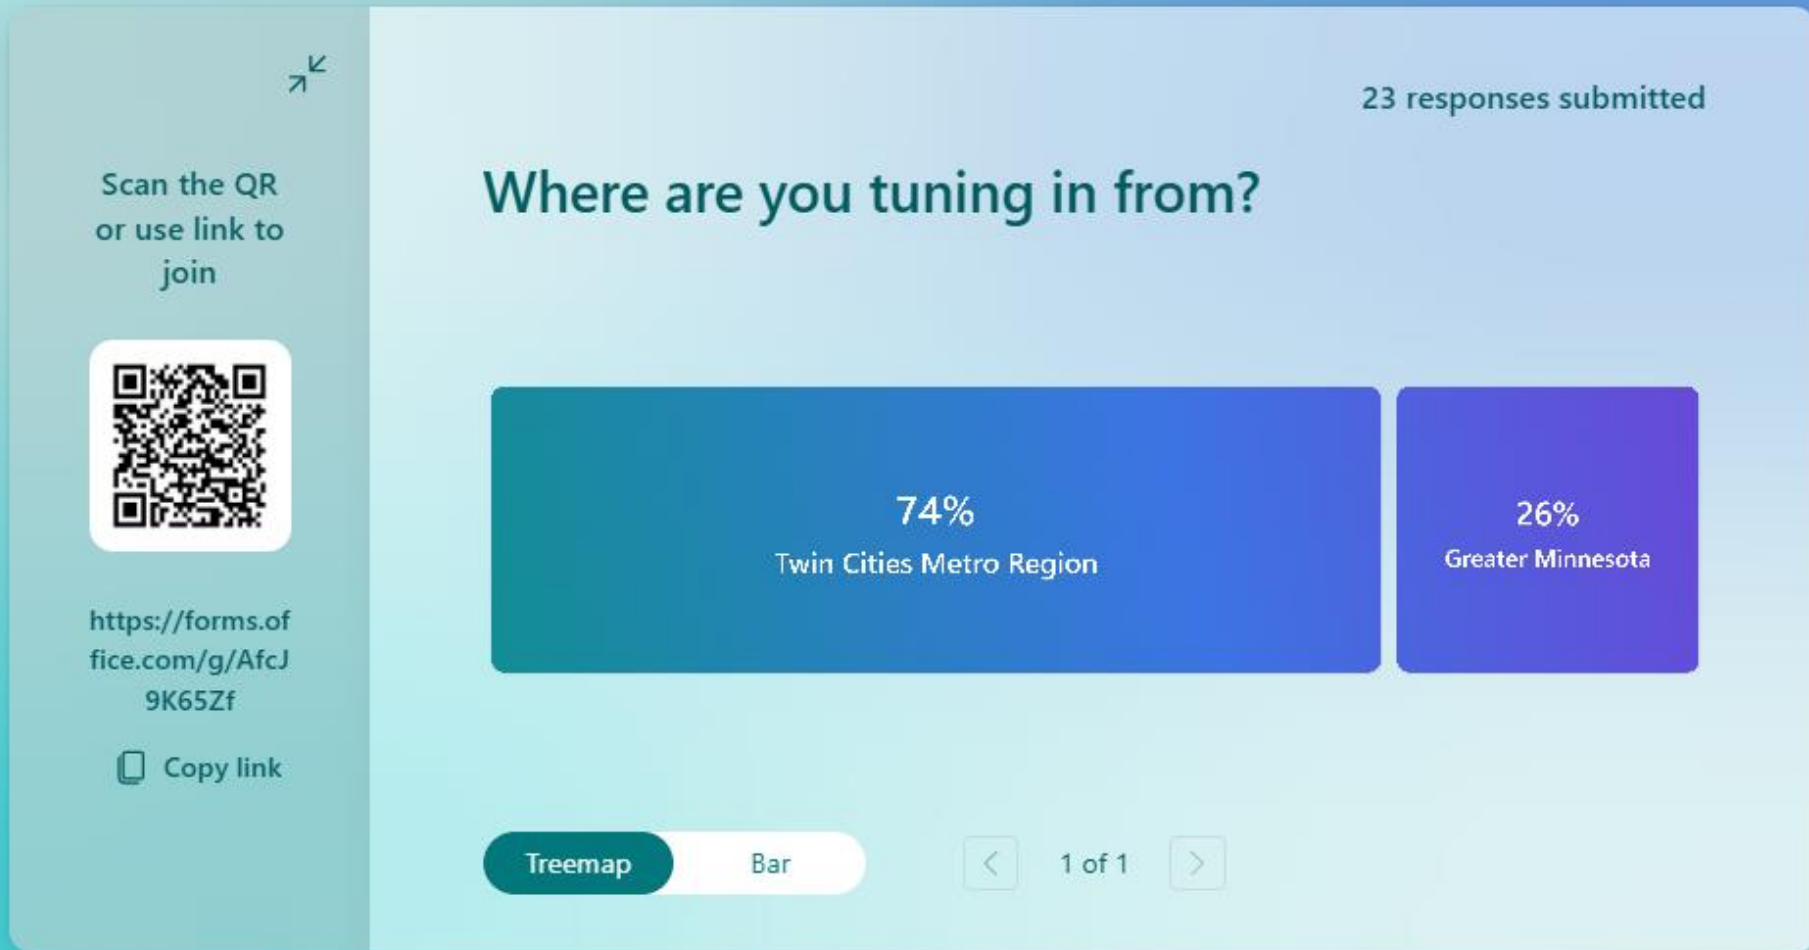 Scan the QR
or use link to
join
https://forms.of
fice.com/g/AfcJ
9K65Zf
Copy link
23 responses submitted
Where are you tuning in from?
74%
Twin Cities Metro Region
26%
Greater Minnesota
Treemap
Bar
1 of 1